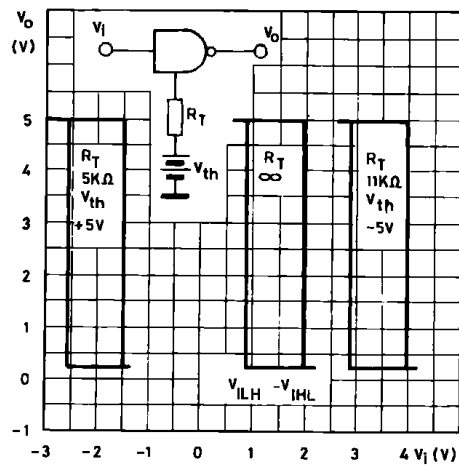 Vo
(V)
Vi
Vo
RT
Vth
5
4
3
2
1
0
-1
RT
5KΩ
Vth
+5V
RT
∞
RT
11KΩ
Vth
-5V
VILH -VIHL
-3 -2 -1 0 1 2 3 4 Vi (V)